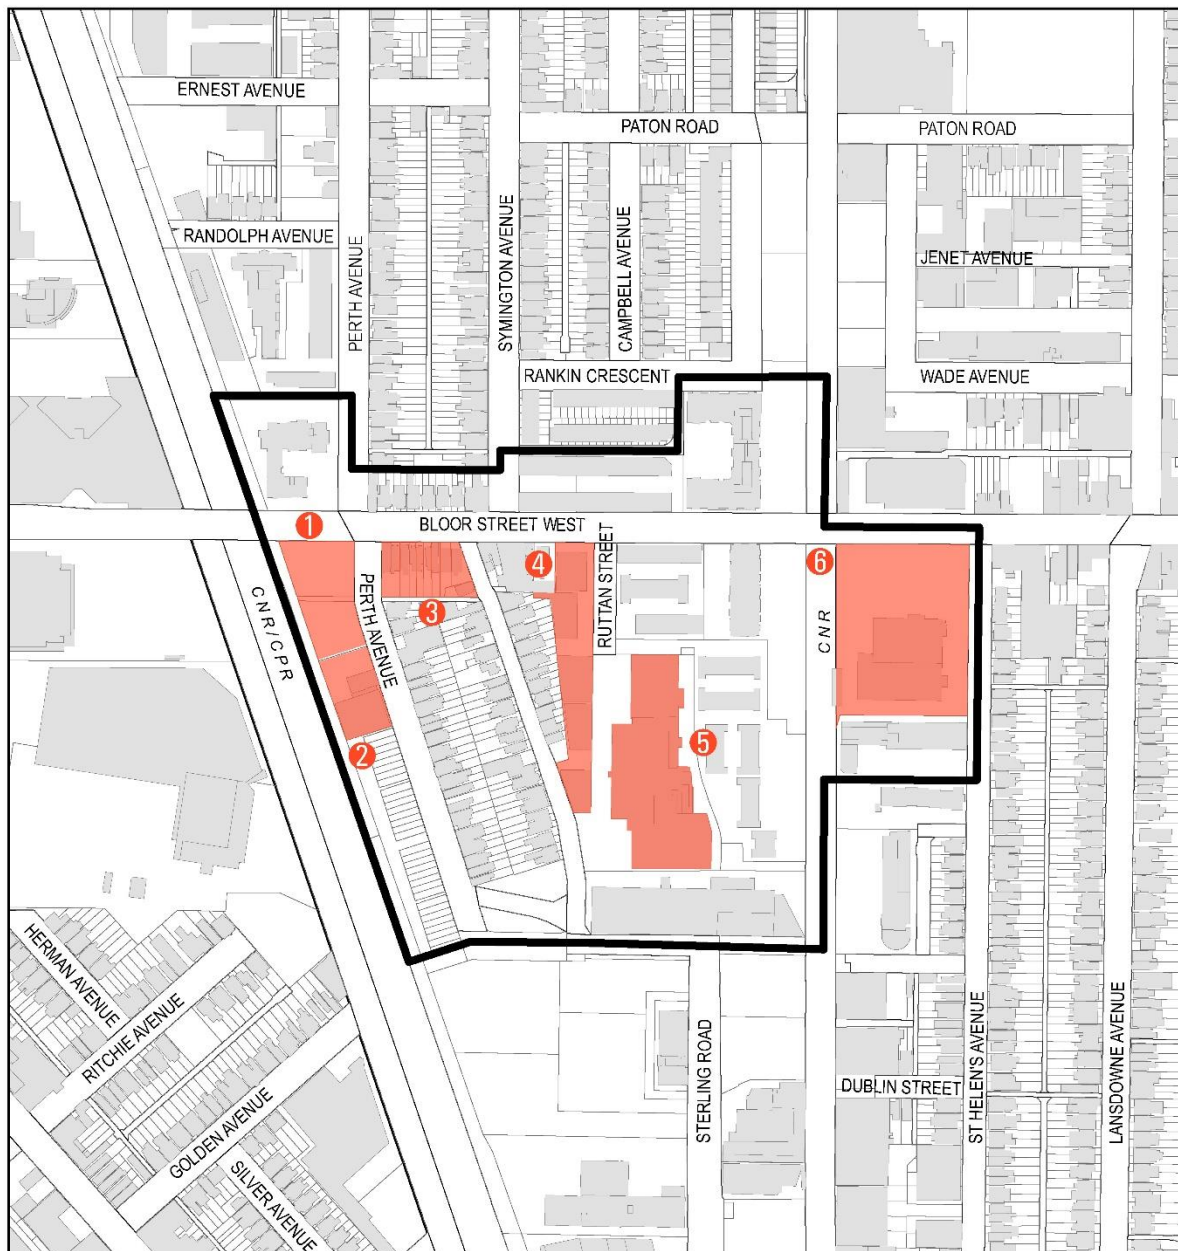 ERNEST AVENUE
PATON ROAD
PATON ROAD
RANDOLPH AVENUE
PERTH AVENUE
SYMINGTON AVENUE
CAMPBELL AVENUE
JENET AVENUE
RANKIN CRESCENT
WADE AVENUE
1
BLOOR STREET WEST
4
RUTTAN STREET
6
CNR/CPR
PERTH AVENUE
3
CNR
2
5
HERMAN AVENUE
RITCHIE AVENUE
GOLDEN AVENUE
SILVER AVENUE
STERLING ROAD
DUBLIN STREET
ST HELEN'S AVENUE
LANSDOWNE AVENUE